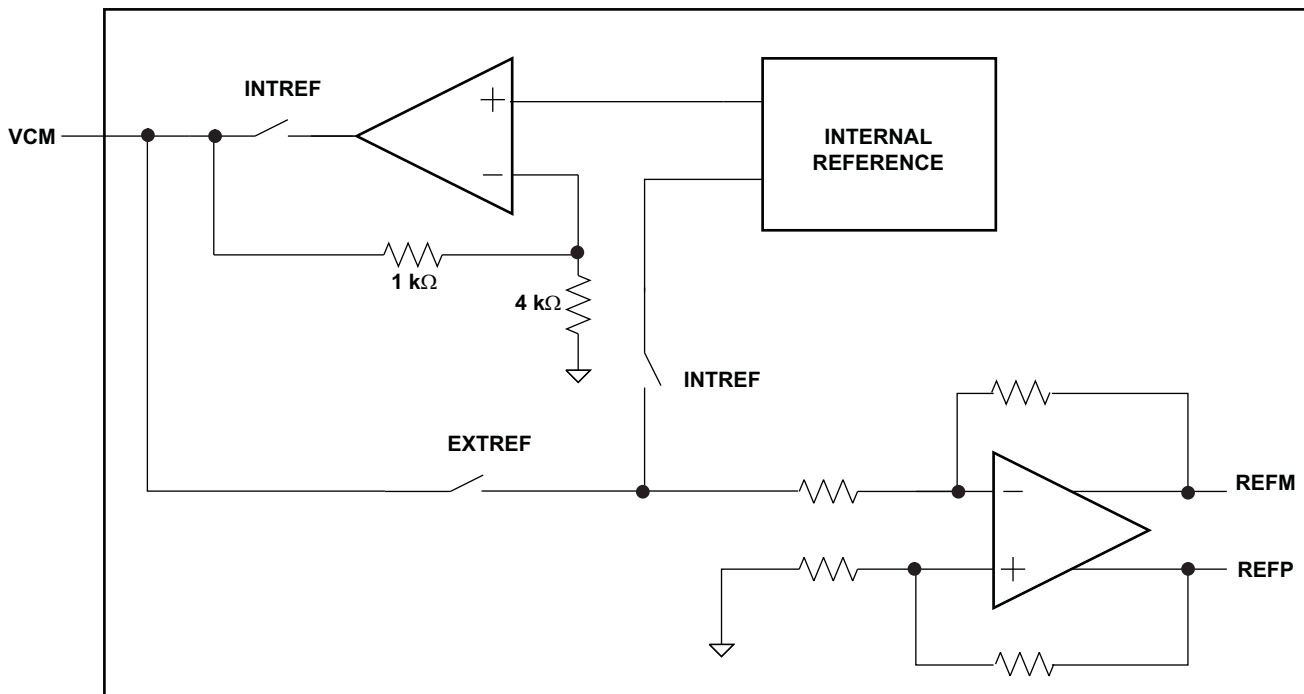 INTREF
VCM
+
−
INTERNAL
REFERENCE
1 kΩ
4 kΩ
INTREF
EXTREF
−
REFM
+
REFP